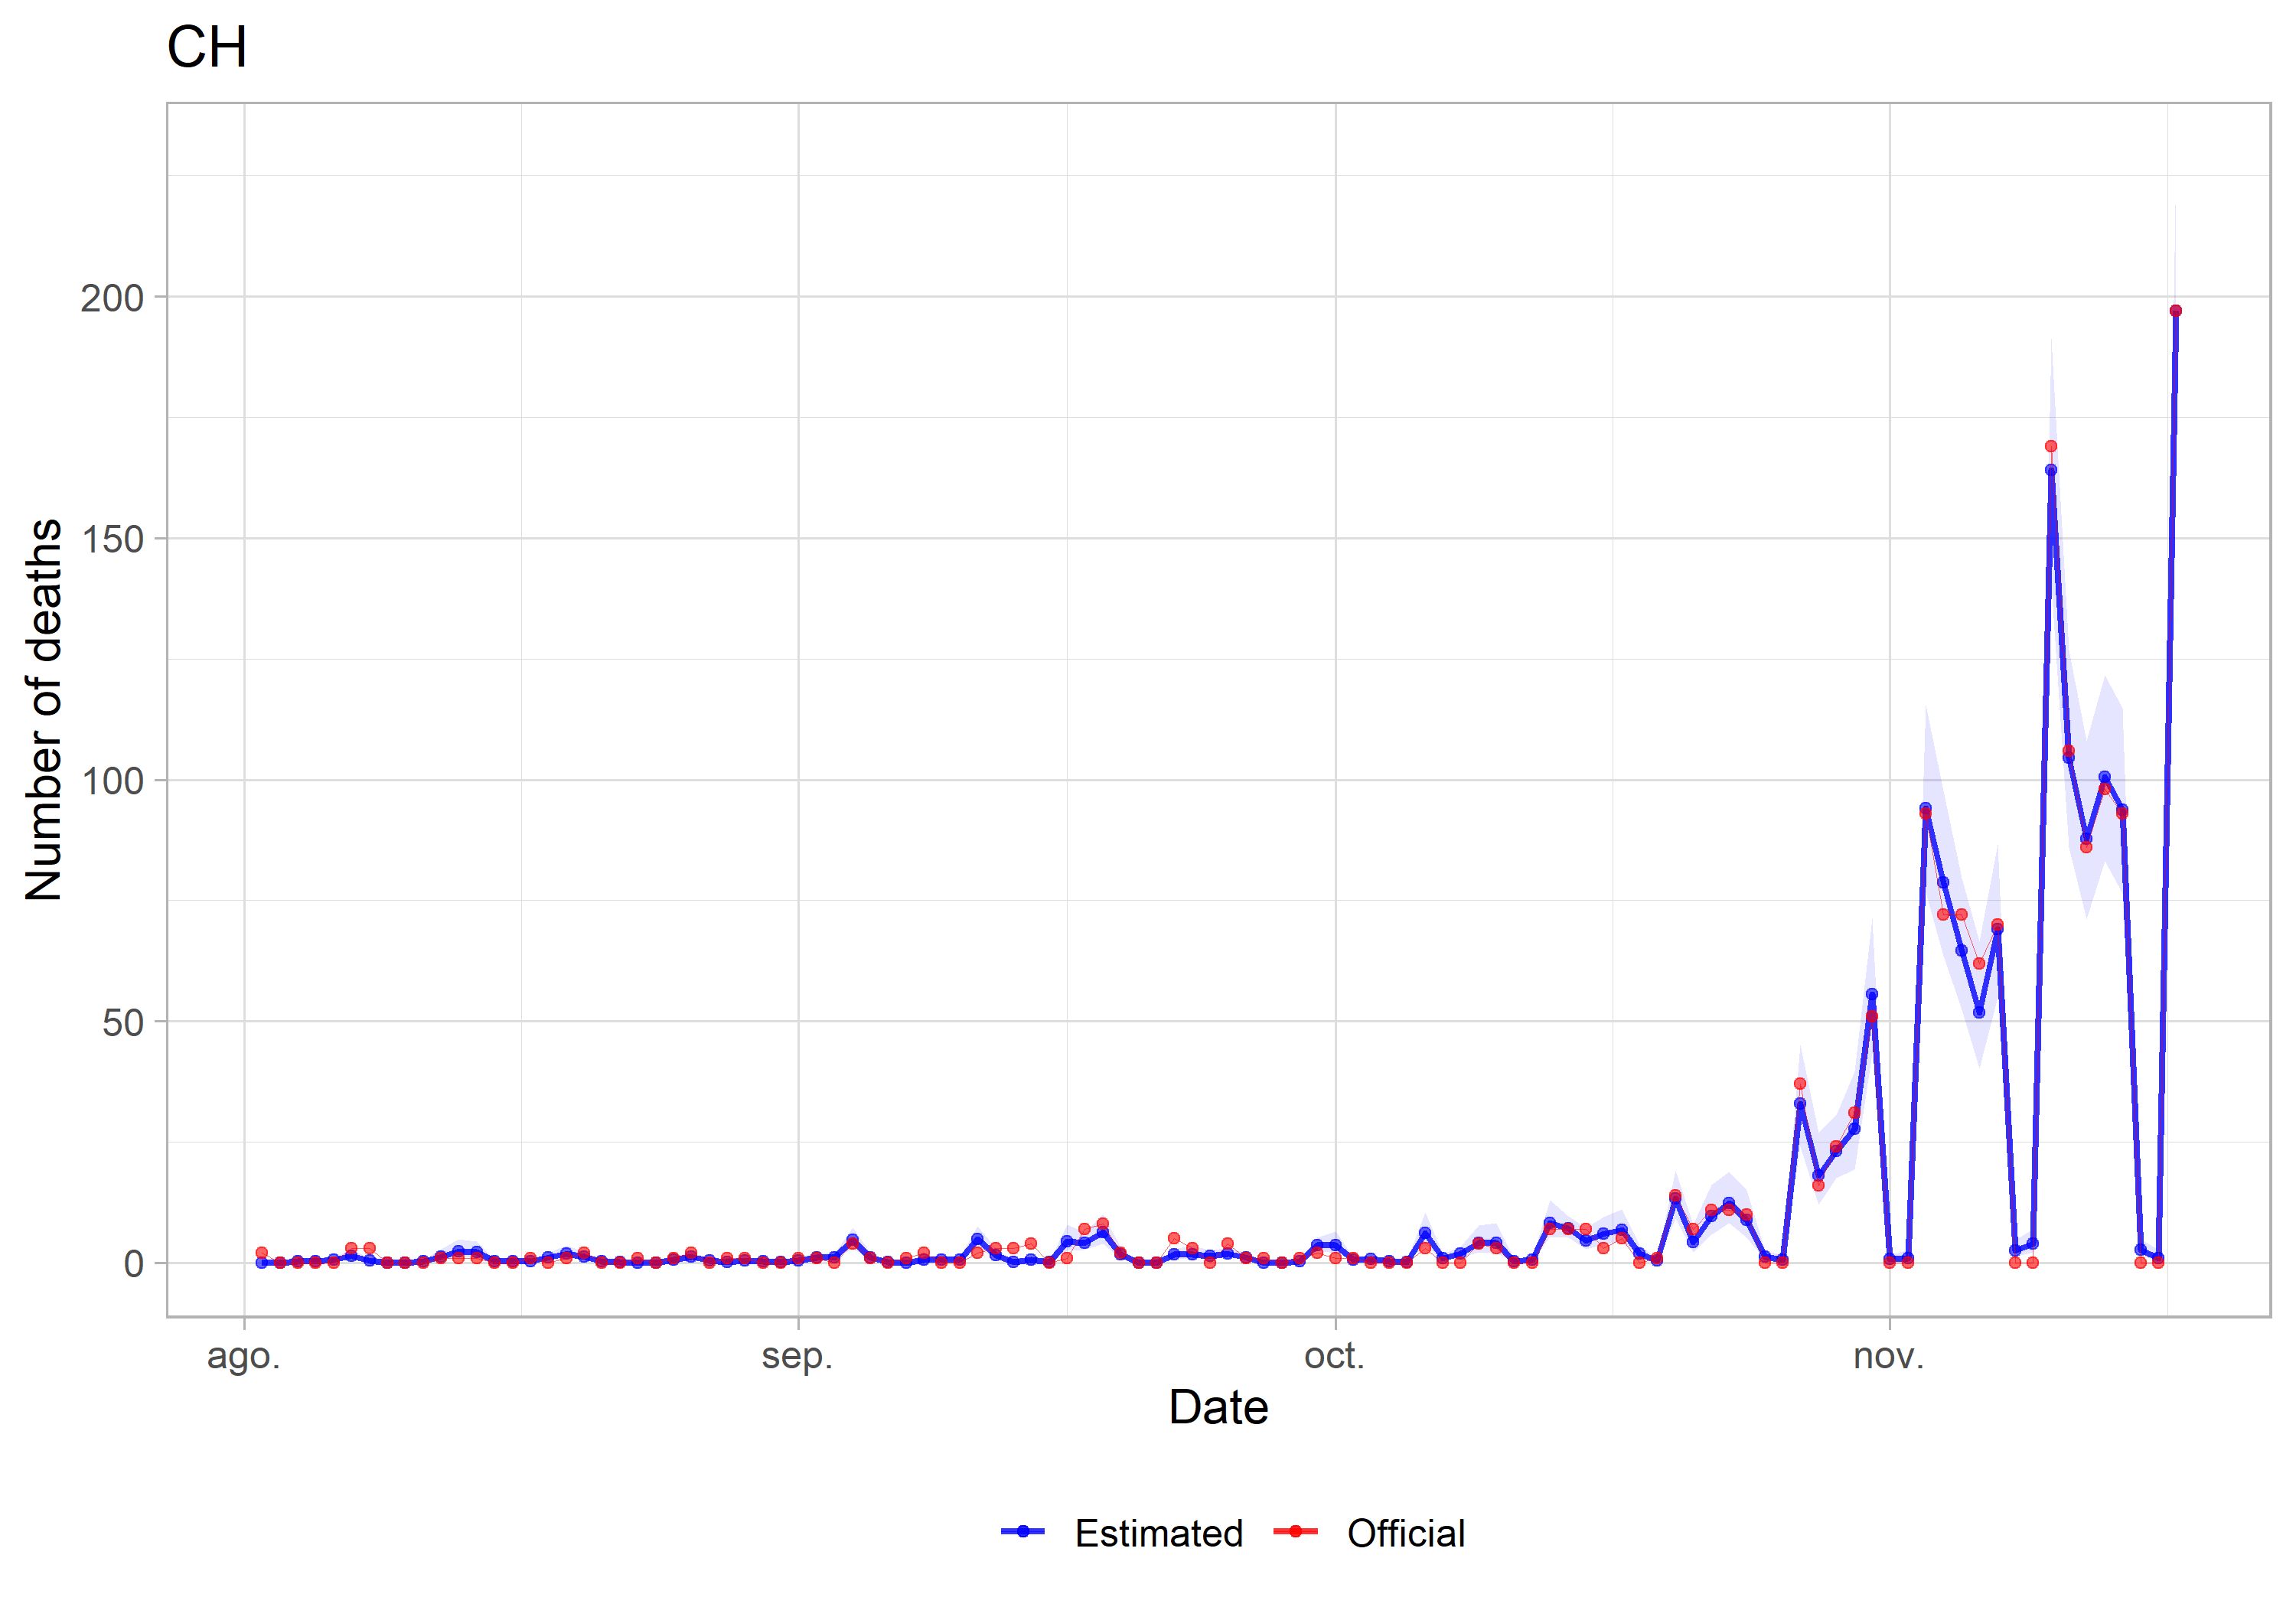 CH
Number of deaths
200
150
100
50
0
ago.
sep.
oct.
nov.
Date
Estimated
Official